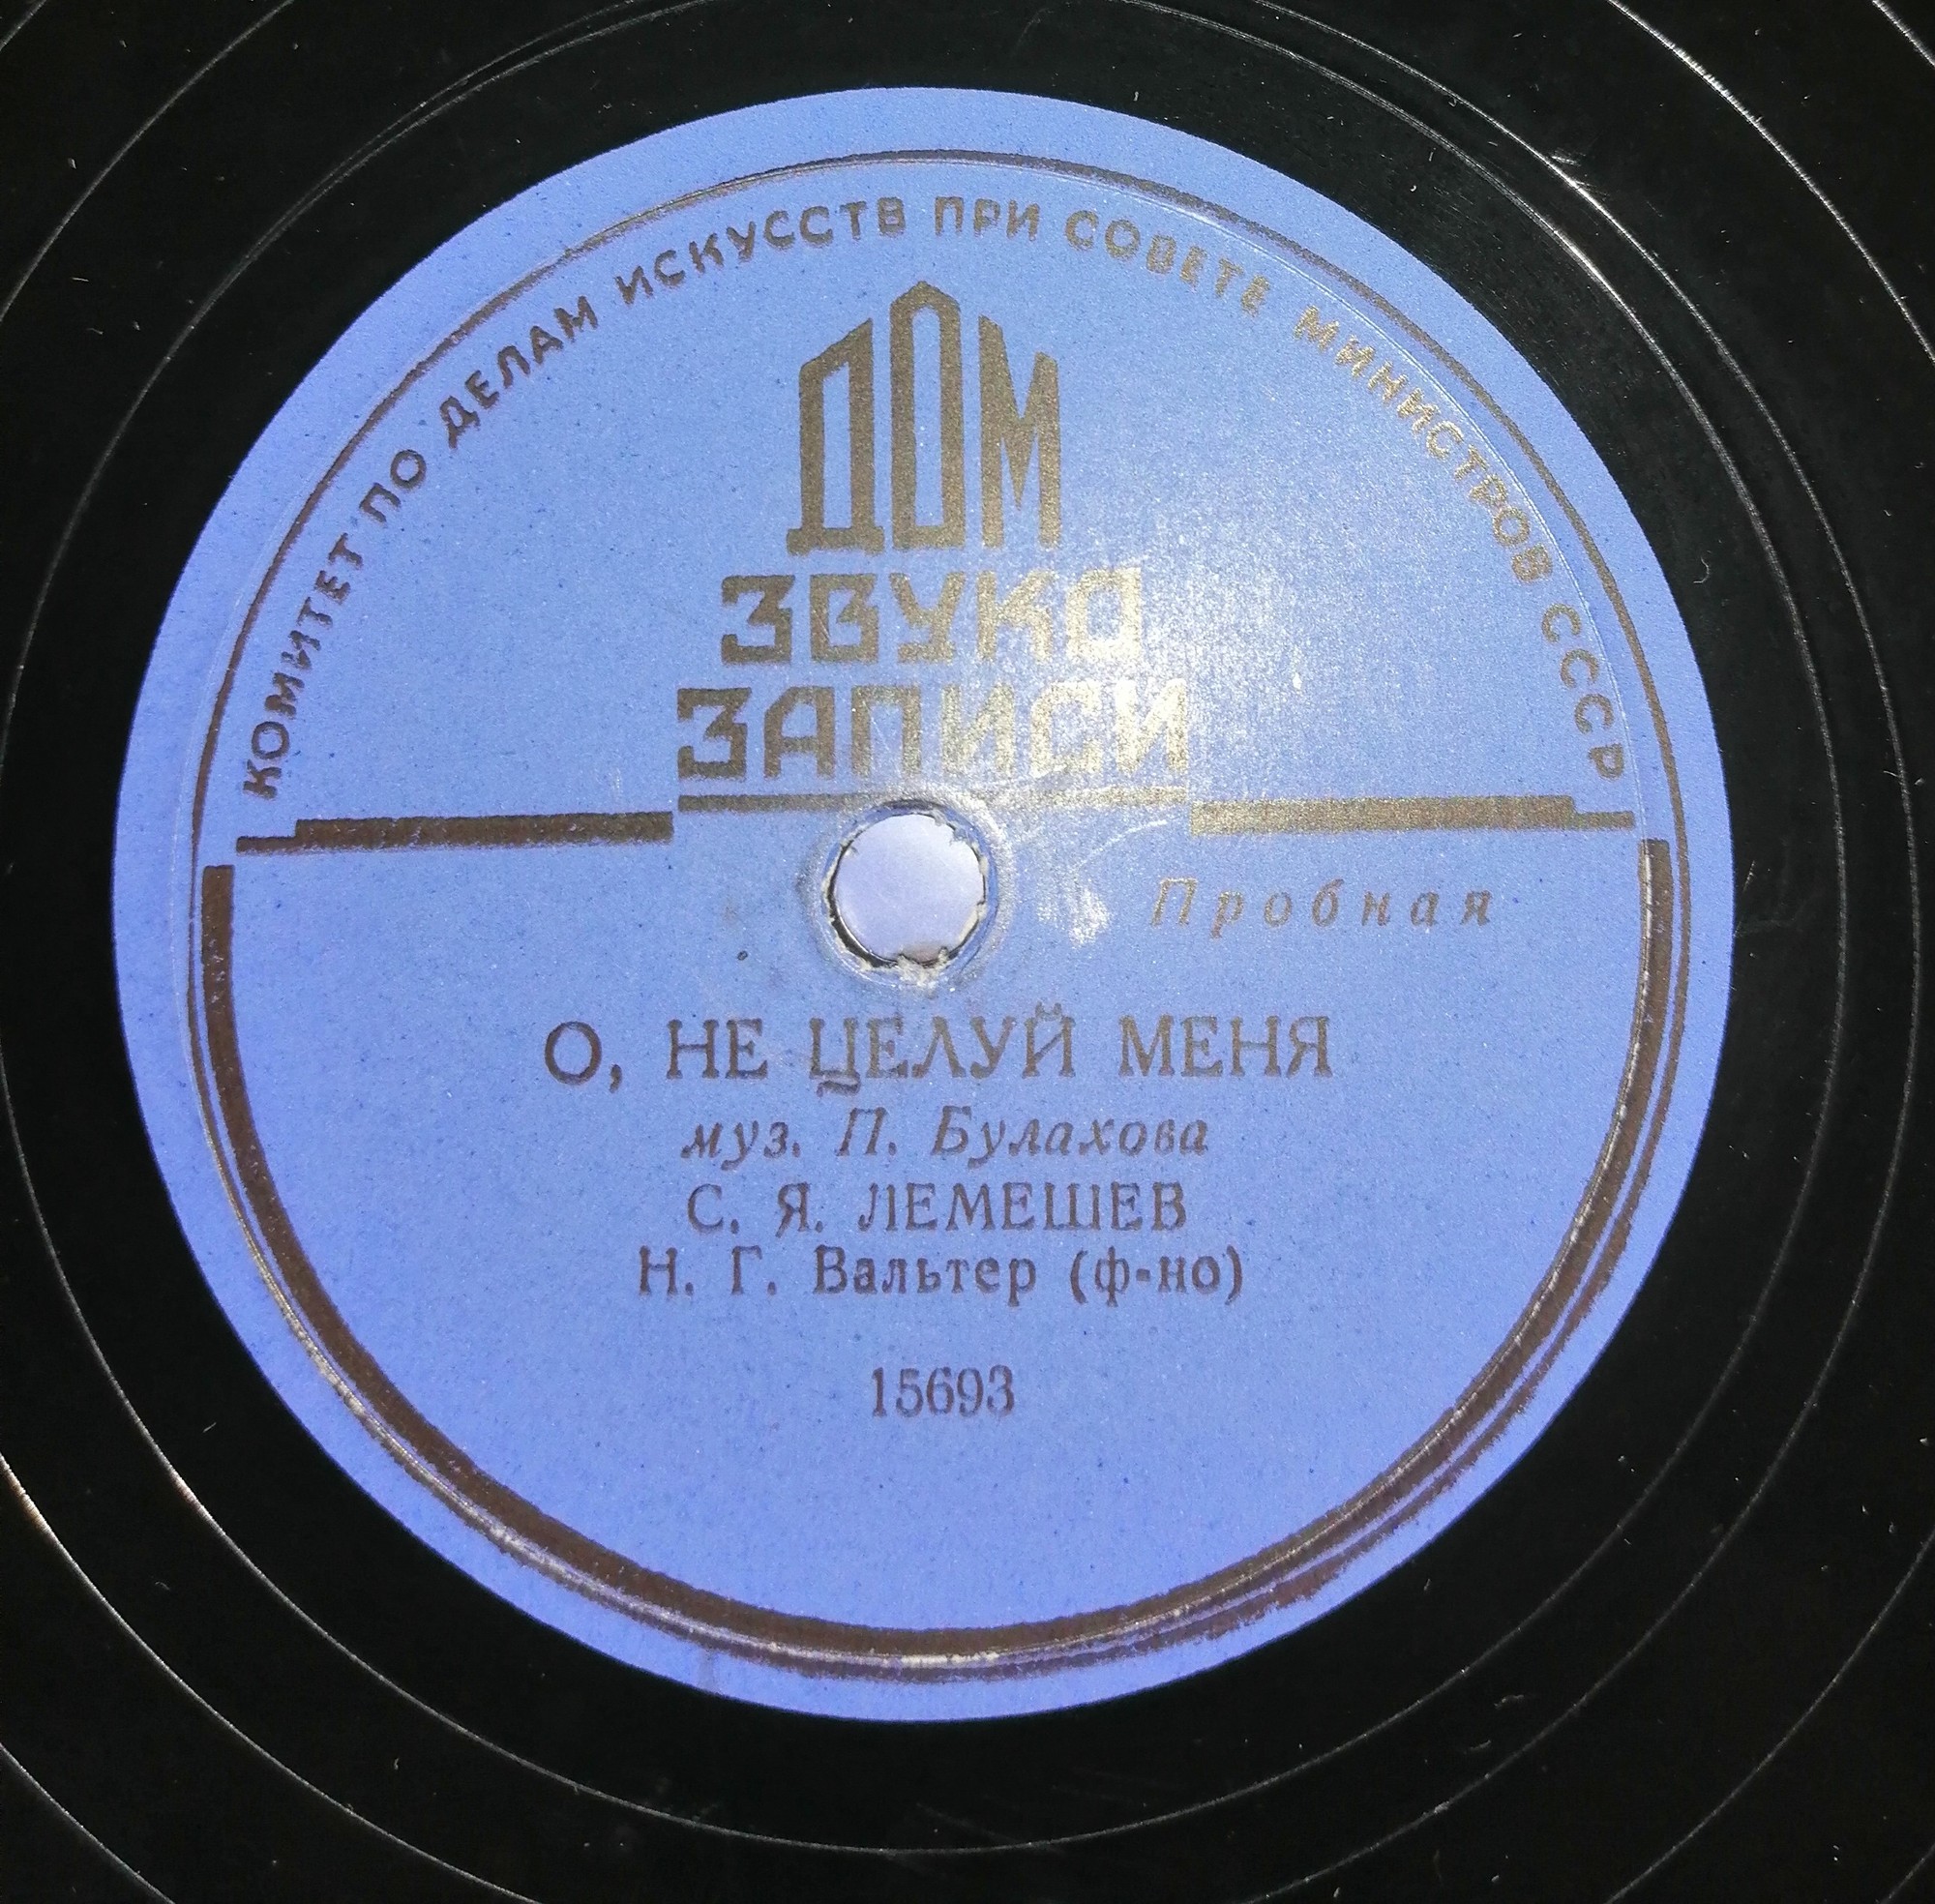 КОМИТЕТ ПО ДЕЛАМ ИСКУССТВ ПРИ СОВЕТЕ МИНИСТРОВ СССР
ДОМ
ЗВУКО
ЗАПИСИ
Пробная
О, НЕ ЦЕЛУЙ МЕНЯ
муз. П. Булахова
С. Я. ЛЕМЕШЕВ
Н. Г. Вальтер (ф-но)
15693